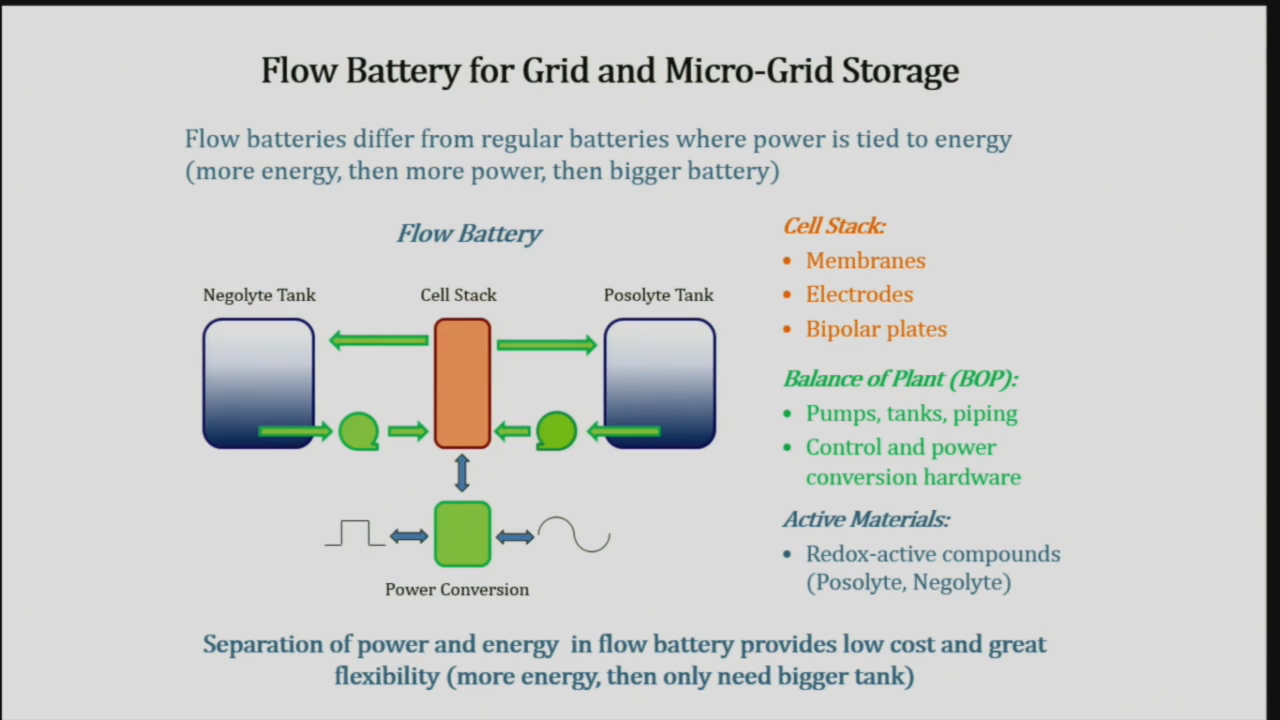 Flow Battery for Grid and Micro-Grid Storage
Flow batteries differ from regular batteries where power is tied to energy
(more energy, then more power, then bigger battery)
Flow Battery
Negolyte Tank
Cell Stack
Posolyte Tank
Power Conversion
Cell Stack:
• Membranes
• Electrodes
• Bipolar plates
Balance of Plant (BOP):
• Pumps, tanks, piping
• Control and power
conversion hardware
Active Materials:
• Redox-active compounds
(Posolyte, Negolyte)
Separation of power and energy in flow battery provides low cost and great
flexibility (more energy, then only need bigger tank)